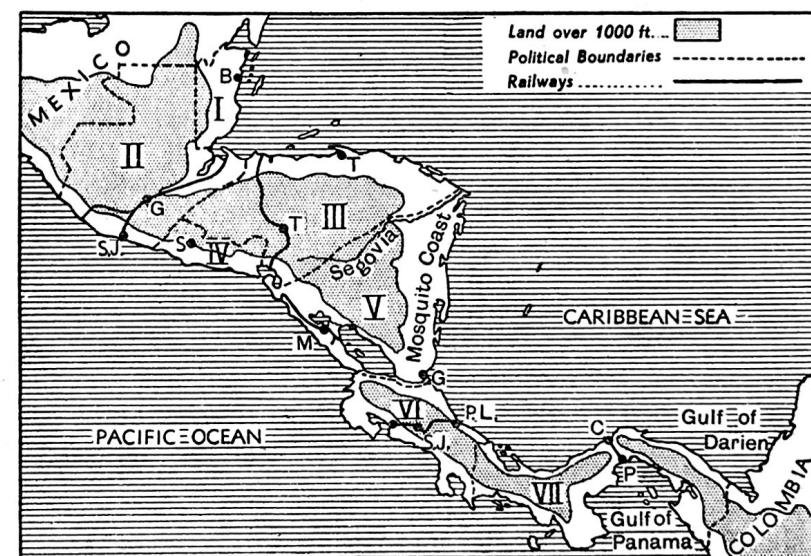 Land over 1000 ft....
Political Boundaries
Railways
MEXICO
B
I
II
T
G
III
T
S.J.
S
IV
Segovia
Mosquito Coast
V
CARIBBEAN SEA
M
G
VI
P.L.
C
Gulf of
Darien
PACIFIC OCEAN
S.J.
P
VII
Gulf of
Panama
COLOMBIA